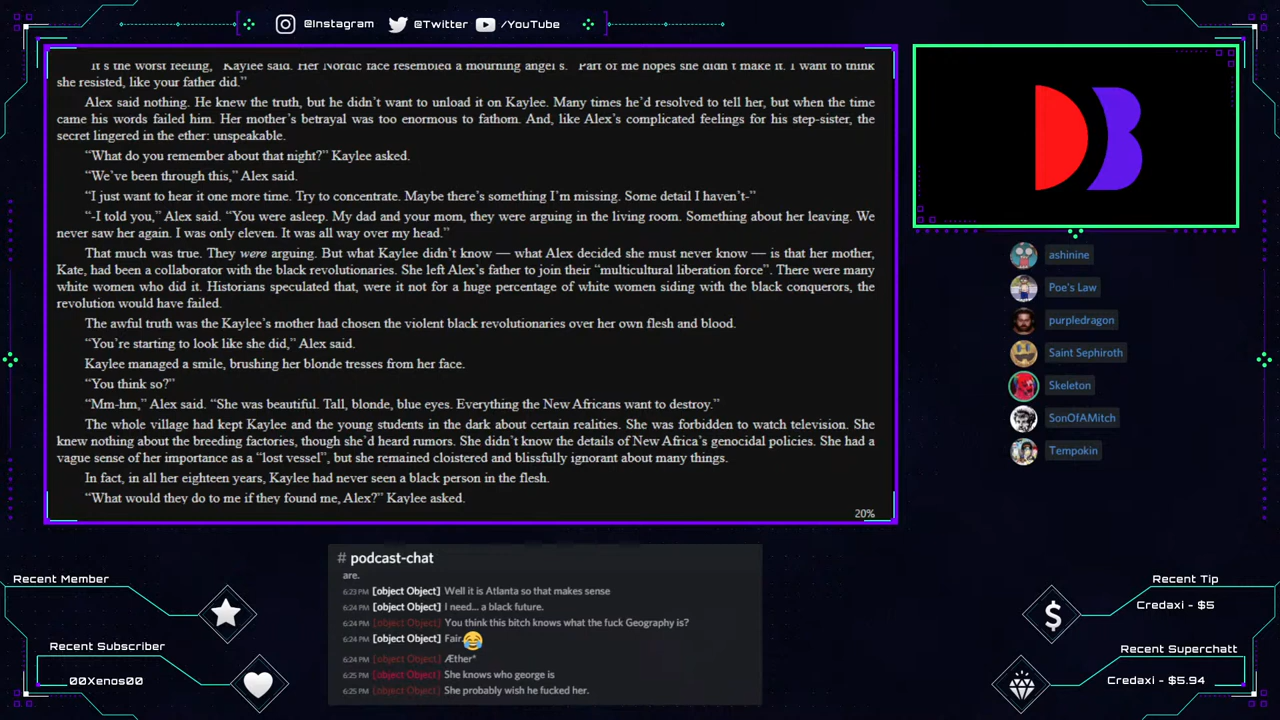 @Instagram @Twitter /YouTube
"It's the worst feeling," Kaylee said. Her Nordic face resembled a mourning angel's. "Part of me hopes she didn't make it. I want to think
she resisted, like your father did.”
Alex said nothing. He knew the truth, but he didn’t want to unload it on Kaylee. Many times he’d resolved to tell her, but when the time
came his words failed him. Her mother’s betrayal was too enormous to fathom. And, like Alex’s complicated feelings for his step-sister, the
secret lingered in the ether: unspeakable.
“What do you remember about that night?” Kaylee asked.
“We’ve been through this,” Alex said.
“I just want to hear it one more time. Try to concentrate. Maybe there’s something I’m missing. Some detail I haven’t-”
“-I told you,” Alex said. “You were asleep. My dad and your mom, they were arguing in the living room. Something about her leaving. We
never saw her again. I was only eleven. It was all way over my head.”
That much was true. They were arguing. But what Kaylee didn’t know — what Alex decided she must never know — is that her mother,
Kate, had been a collaborator with the black revolutionaries. She left Alex’s father to join their “multicultural liberation force”. There were many
white women who did it. Historians speculated that, were it not for a huge percentage of white women siding with the black conquerors, the
revolution would have failed.
The awful truth was the Kaylee’s mother had chosen the violent black revolutionaries over her own flesh and blood.
“You’re starting to look like she did,” Alex said.
Kaylee managed a smile, brushing her blonde tresses from her face.
“You think so?”
“Mm-hm,” Alex said. “She was beautiful. Tall, blonde, blue eyes. Everything the New Africans want to destroy.”
The whole village had kept Kaylee and the yoga students in the dark about certain realities. She was forbidden to watch television. She
knew nothing about the breeding factories, though she’d heard rumors. She didn’t know the details of New Africa’s genocidal policies. She had a
vague sense of her importance as a “lost vessel”, but she remained cloistered and blissfully ignorant about many things.
In fact, in all her eighteen years, Kaylee had never seen a black person in the flesh.
“What would they do to me if they found me, Alex?” Kaylee asked.
20%
DB
ashinine
Poe's Law
purpledragon
Saint Sephiroth
Skeleton
SonOfAMitch
Tempokin
# podcast-chat
are.
6:23 PM [object Object] Well it is Atlanta so that makes sense
6:24 PM [object Object] I need... a black future.
6:24 PM [object Object] You think this bitch knows what the fuck Geography is?
6:24 PM [object Object] Fair 😂
6:24 PM [object Object] Æther*
6:25 PM [object Object] She knows who george is
6:25 PM [object Object] She probably wish he fucked her.
Recent Member
Recent Subscriber
00Xenos00
Recent Tip
Credaxi - $5
Recent Superchatt
Credaxi - $5.94